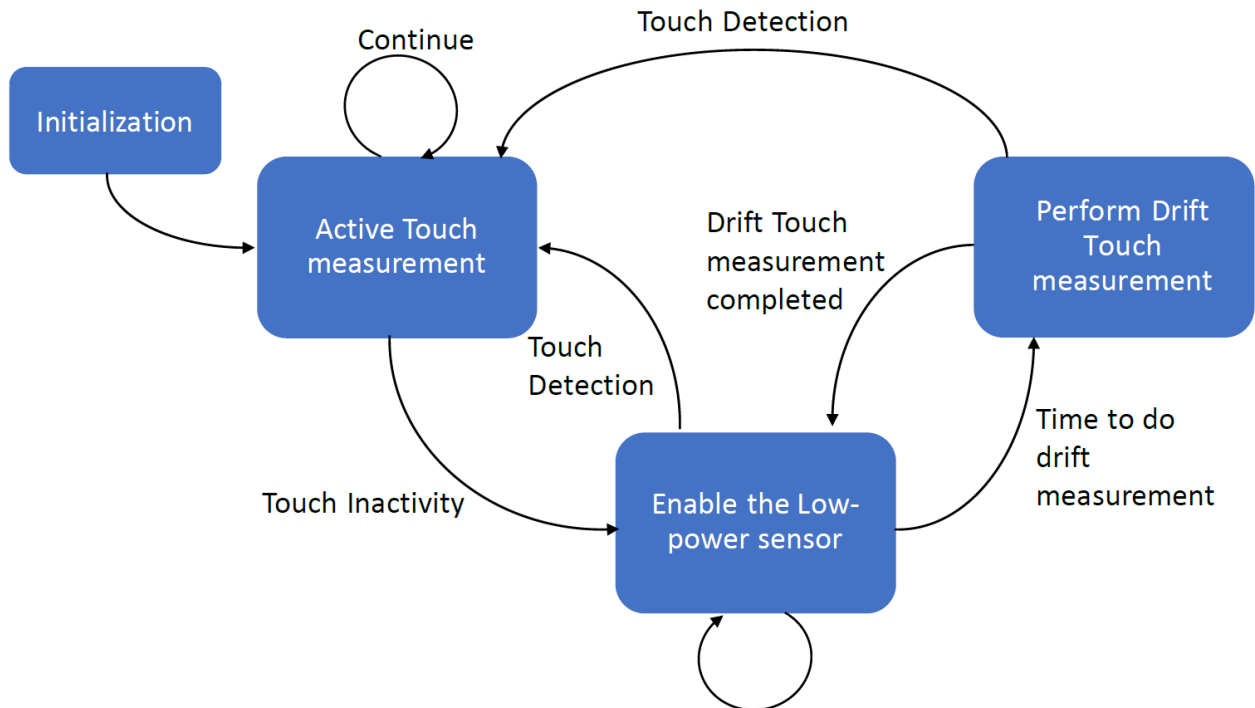 Touch Detection
Continue
Initialization
Active Touch
measurement
Perform Drift
Touch
measurement
Drift Touch
measurement
completed
Touch
Detection
Time to do
drift
measurement
Touch Inactivity
Enable the Low-
power sensor